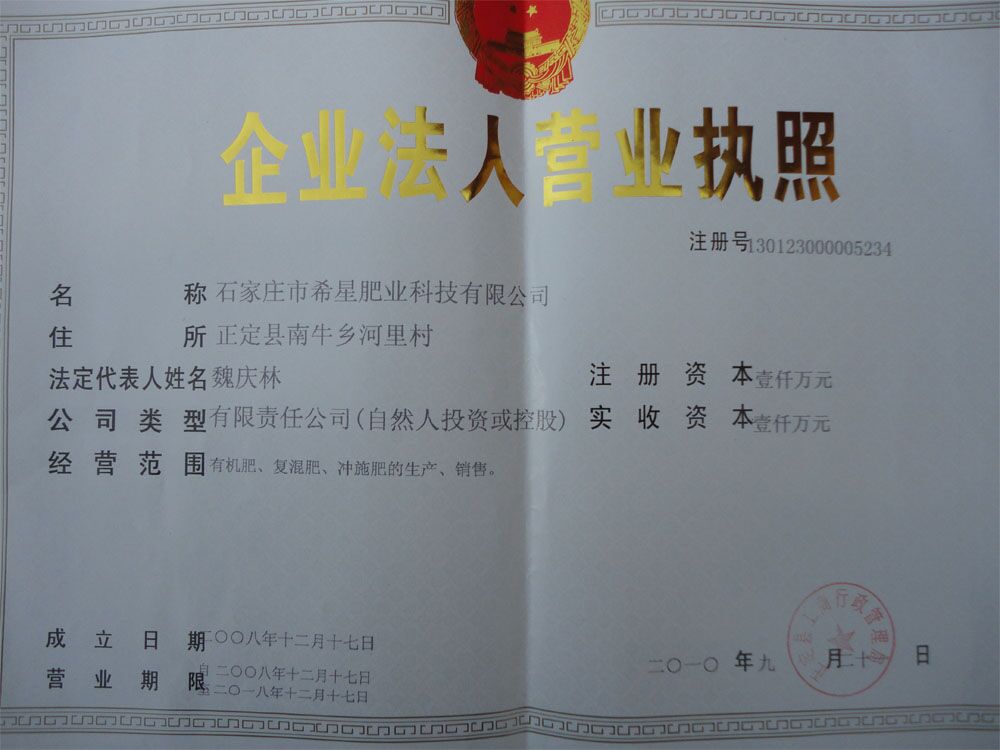 企业法人营业执照
注册号130123000005234
名称 石家庄市希星肥业科技有限公司
住所 正定县南牛乡河里村
法定代表人姓名 魏庆林
注册资本 壹仟万元
公司类型 有限责任公司(自然人投资或控股)
实收资本 壹仟万元
经营范围 有机肥、复混肥、冲施肥的生产、销售。
成立日期 二〇〇八年十二月十七日
营业期限 自二〇〇八年十二月十七日
至二〇一八年十二月十七日
二〇一〇年九月二十日
正定县工商行政管理局